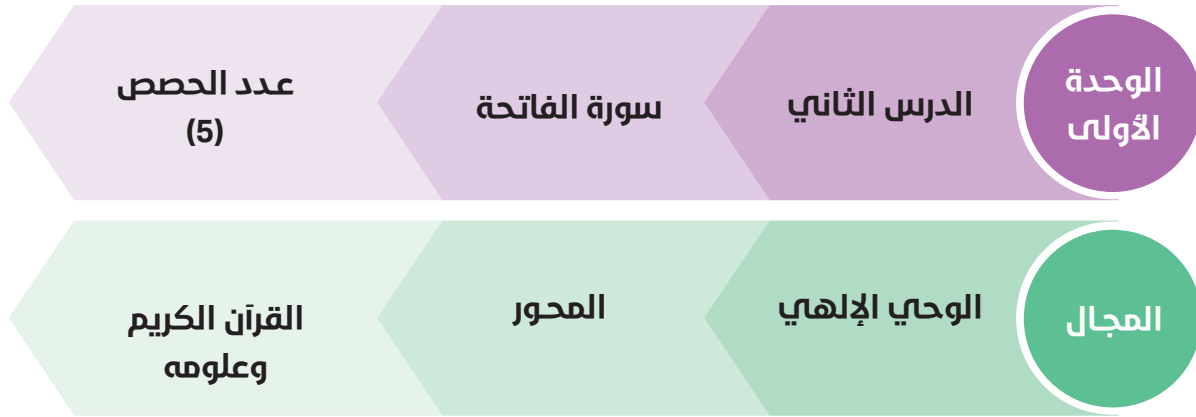 الوحدة
الأولى
الدرس الثاني
سورة الفاتحة
عدد الحصص
(5)
المجال
الوحي الإلهي
المحور
القرآن الكريم
وعلومه